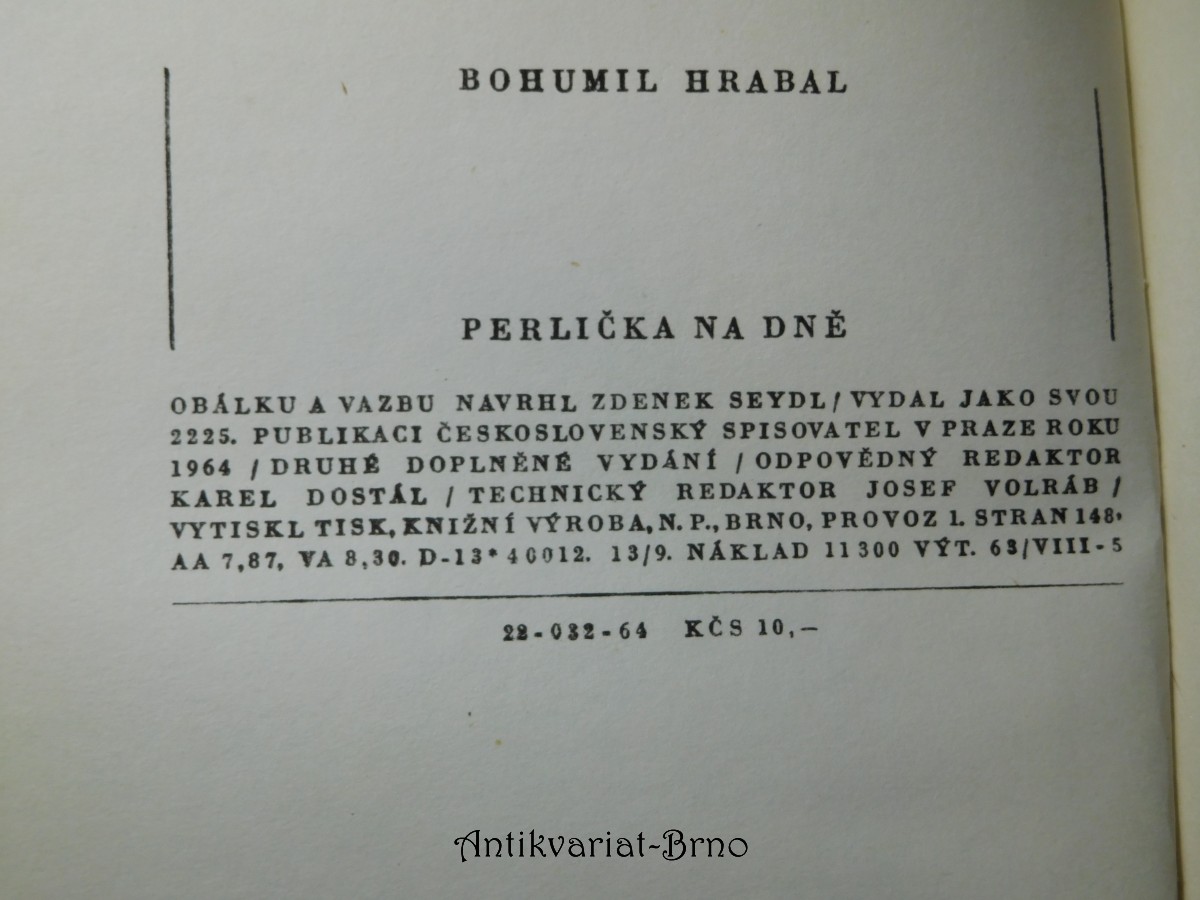 BOHUMIL HRABAL
PERLIČKA NA DNĚ
OBÁLKU A VAZBU NAVRHL ZDENEK SEYDL / VYDAL JAKO SVOU
2225. PUBLIKACI ČESKOSLOVENSKÝ SPISOVATEL V PRAZE ROKU
1964 / DRUHÉ DOPLNĚNÉ VYDÁNÍ / ODPOVĚDNÝ REDAKTOR
KAREL DOSTÁL / TECHNICKÝ REDAKTOR JOSEF VOLRÁB /
VYTISKL TISK, KNIŽNÍ VÝROBA, N. P., BRNO, PROVOZ 1. STRAN 148.
AA 7,87, VA 8,30. D-13*40012. 13/9. NÁKLAD 11 300 VÝT. 63/VIII-5
22-032-64 KČS 10,—
Antikvariat-Brno